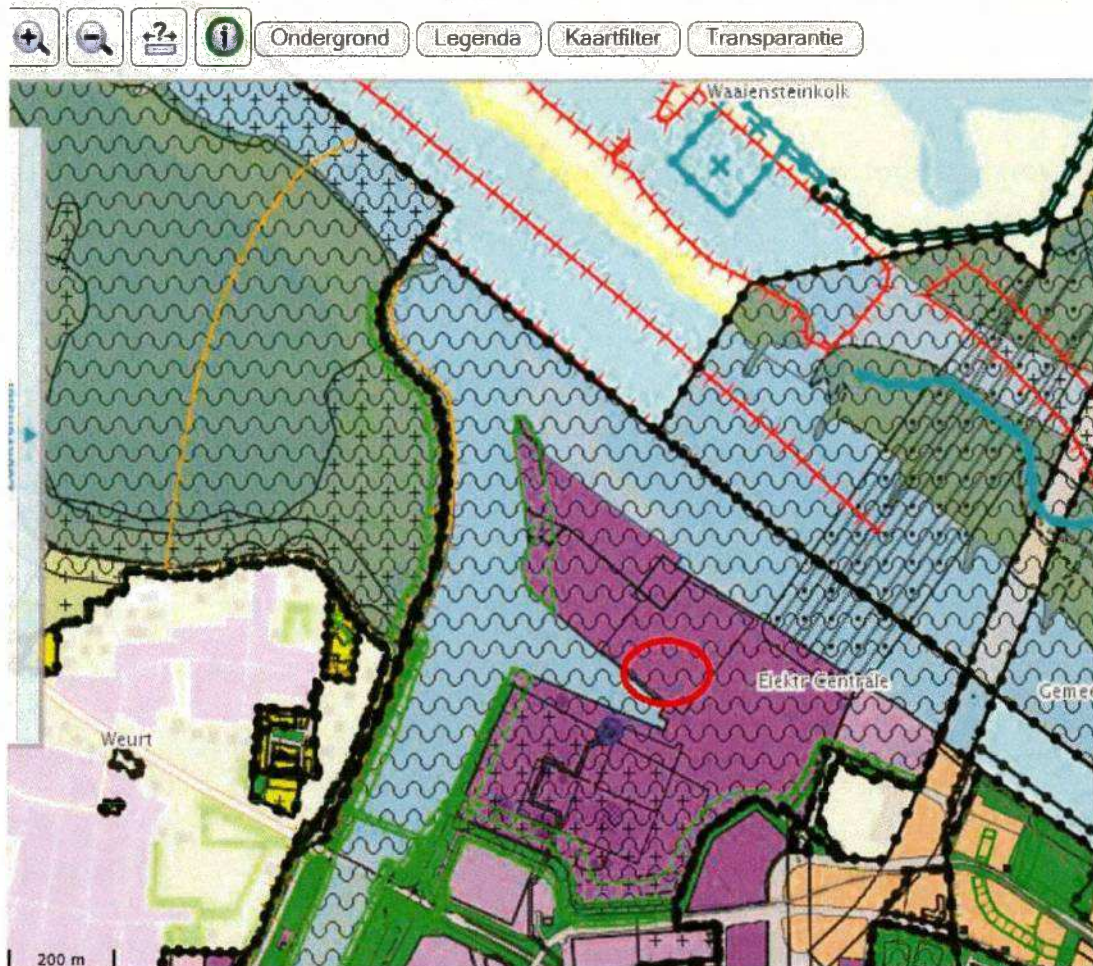 Ondergrond Legenda Kaartfilter Transparantie
Waaiensteinkolk
Elektr Centrale
Weurt
200 m